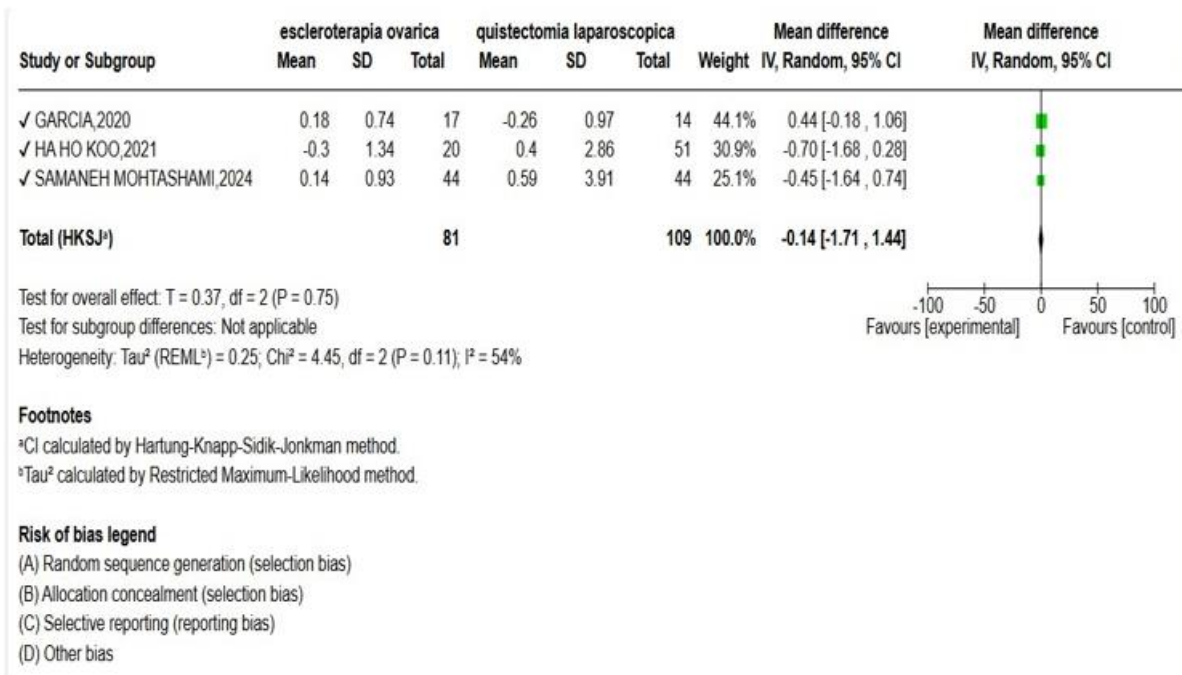 escleroterapia ovarica quistectomia laparoscopica Mean difference Mean difference
Study or Subgroup Mean SD Total Mean SD Total Weight IV, Random, 95% CI IV, Random, 95% CI
✓ GARCIA,2020 0.18 0.74 17 -0.26 0.97 14 44.1% 0.44 [-0.18 , 1.06]
✓ HA HO KOO,2021 -0.3 1.34 20 0.4 2.86 51 30.9% -0.70 [-1.68 , 0.28]
✓ SAMANEH MOHTASHAMI,2024 0.14 0.93 44 0.59 3.91 44 25.1% -0.45 [-1.64 , 0.74]
Total (HKSJᵃ) 81 109 100.0% -0.14 [-1.71 , 1.44]
Test for overall effect: T = 0.37, df = 2 (P = 0.75)
Test for subgroup differences: Not applicable
Heterogeneity: Tau² (REMLᵇ) = 0.25; Chi² = 4.45, df = 2 (P = 0.11); I² = 54%
-100 -50 0 50 100
Favours [experimental] Favours [control]
Footnotes
ᵃCI calculated by Hartung-Knapp-Sidik-Jonkman method.
ᵇTau² calculated by Restricted Maximum-Likelihood method.
Risk of bias legend
(A) Random sequence generation (selection bias)
(B) Allocation concealment (selection bias)
(C) Selective reporting (reporting bias)
(D) Other bias